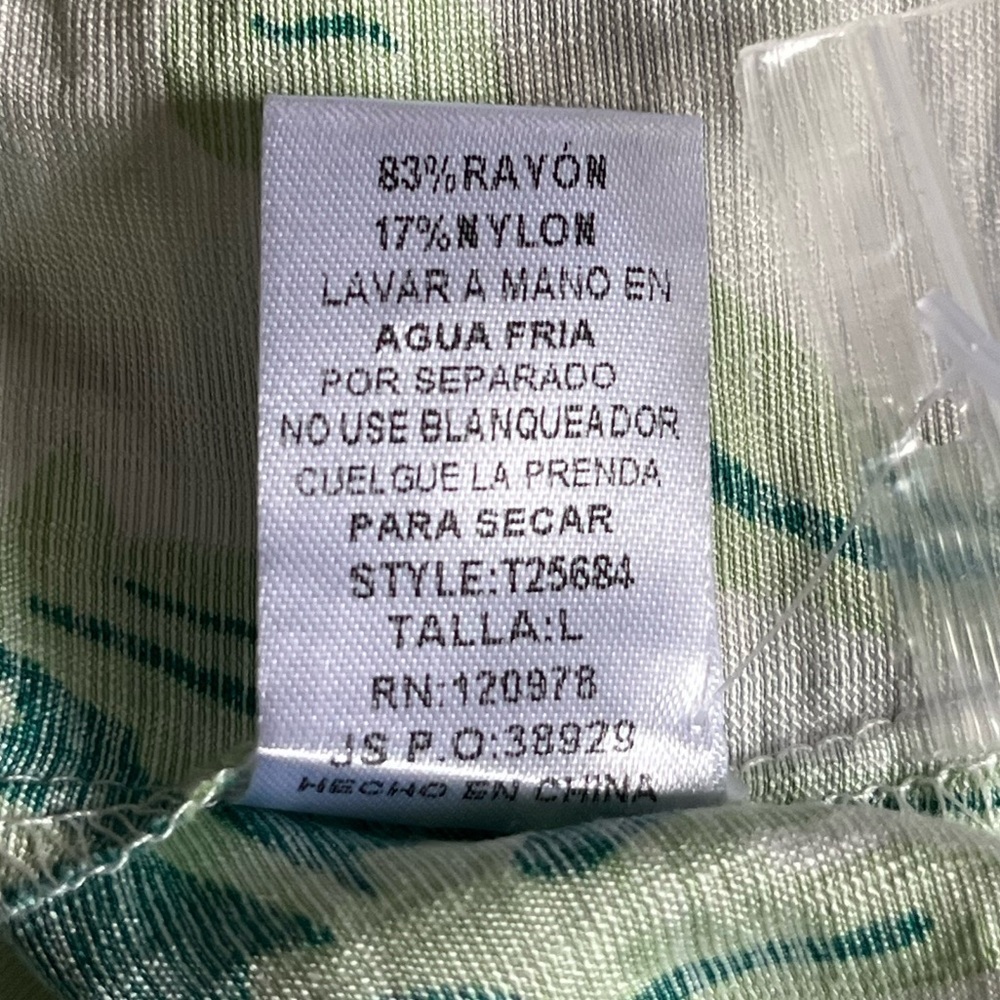 83%RAYÓN
17%NYLON
LAVAR A MANO EN
AGUA FRIA
POR SEPARADO
NO USE BLANQUEADOR
CUELGUE LA PRENDA
PARA SECAR
STYLE:T25684
TALLA:L
RN:120978
JS P.O:38929
HECHO EN CHINA